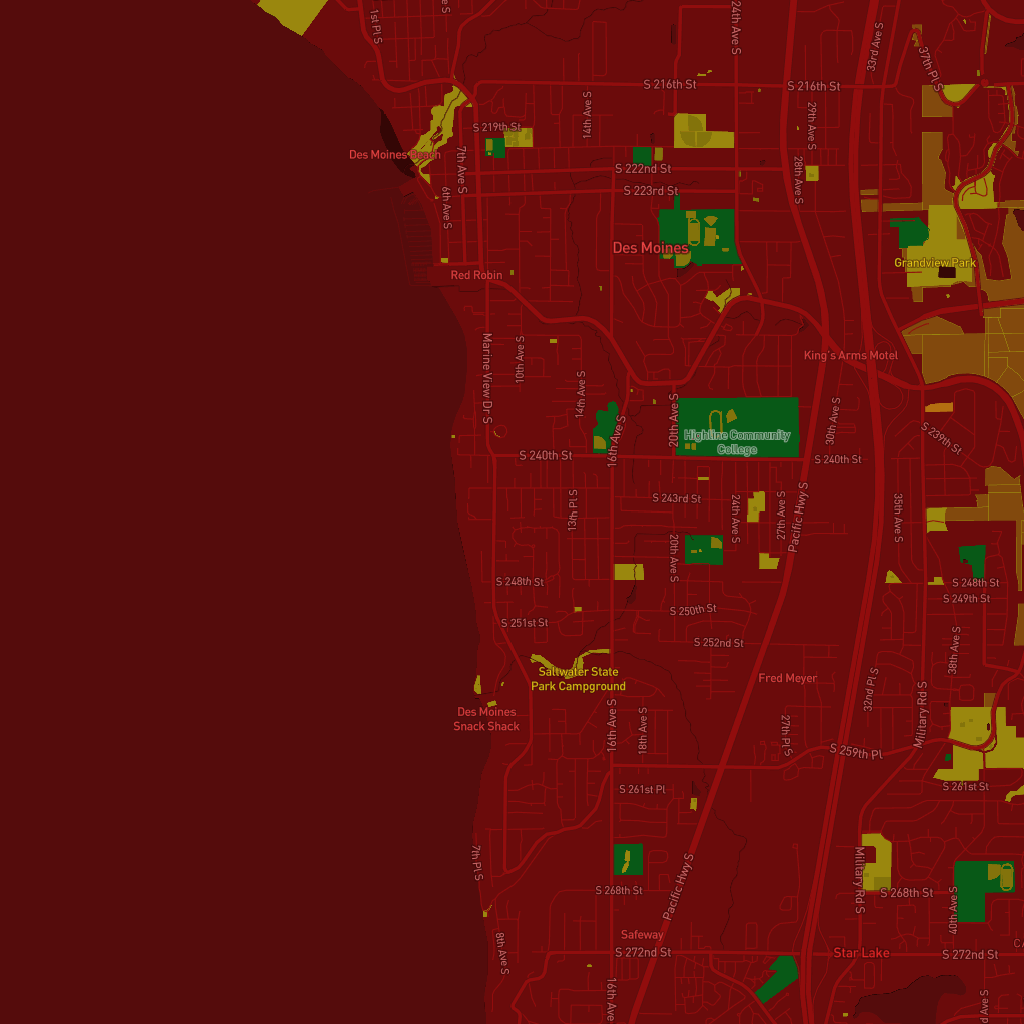 1st Pl S
24th Ave S
33rd Ave S
37th Pl S
S 216th St
S 216th St
14th Ave S
29th Ave S
S 219th St
Des Moines Beach
7th Ave S
S 222nd St
28th Ave S
S 223rd St
6th Ave S
Des Moines
Grandview Park
Red Robin
Marine View Dr S
10th Ave S
King's Arms Motel
14th Ave S
20th Ave S
16th Ave S
30th Ave S
Highline Community
College
S 239th St
S 240th St
S 240th St
13th Pl S
S 243rd St
24th Ave S
27th Ave S
Pacific Hwy S
35th Ave S
20th Ave S
S 248th St
S 248th St
S 249th St
S 250th St
S 251st St
S 252nd St
38th Ave S
Saltwater State
Park Campground
Fred Meyer
32nd Pl S
Des Moines
Snack Shack
16th Ave S
18th Ave S
27th Pl S
Military Rd S
S 259th Pl
S 261st Pl
S 261st St
7th Pl S
Pacific Hwy S
Military Rd S
S 268th St
S 268th St
40th Ave S
Safeway
8th Ave S
S 272nd St
Star Lake
S 272nd St
16th Ave
d Ave S